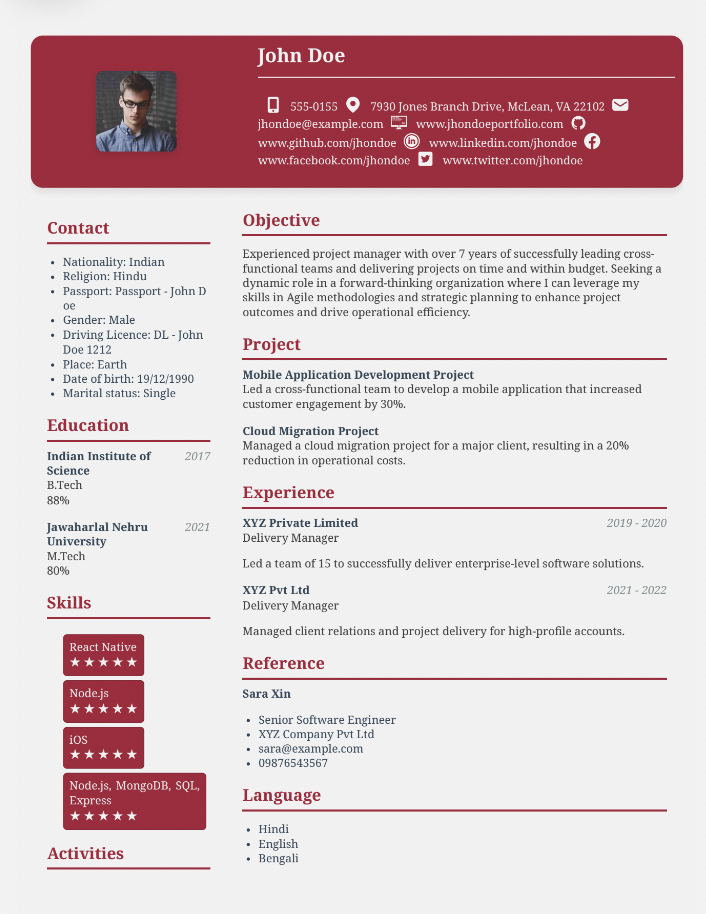 John Doe
555-0155 7930 Jones Branch Drive, McLean, VA 22102
jhondoe@example.com www.jhondoeportfolio.com
www.github.com/jhondoe www.linkedin.com/jhondoe
www.facebook.com/jhondoe www.twitter.com/jhondoe
Contact
• Nationality: Indian
• Religion: Hindu
• Passport: Passport - John D
oe
• Gender: Male
• Driving Licence: DL - John
Doe 1212
• Place: Earth
• Date of birth: 19/12/1990
• Marital status: Single
Education
Indian Institute of 2017
Science
B.Tech
88%
Jawaharlal Nehru 2021
University
M.Tech
80%
Skills
React Native
★★★★★
Node.js
★★★★★
iOS
★★★★★
Node.js, MongoDB, SQL,
Express
★★★★★
Activities
Objective
Experienced project manager with over 7 years of successfully leading cross-
functional teams and delivering projects on time and within budget. Seeking a
dynamic role in a forward-thinking organization where I can leverage my
skills in Agile methodologies and strategic planning to enhance project
outcomes and drive operational efficiency.
Project
Mobile Application Development Project
Led a cross-functional team to develop a mobile application that increased
customer engagement by 30%.
Cloud Migration Project
Managed a cloud migration project for a major client, resulting in a 20%
reduction in operational costs.
Experience
XYZ Private Limited 2019 - 2020
Delivery Manager
Led a team of 15 to successfully deliver enterprise-level software solutions.
XYZ Pvt Ltd 2021 - 2022
Delivery Manager
Managed client relations and project delivery for high-profile accounts.
Reference
Sara Xin
• Senior Software Engineer
• XYZ Company Pvt Ltd
• sara@example.com
• 09876543567
Language
• Hindi
• English
• Bengali